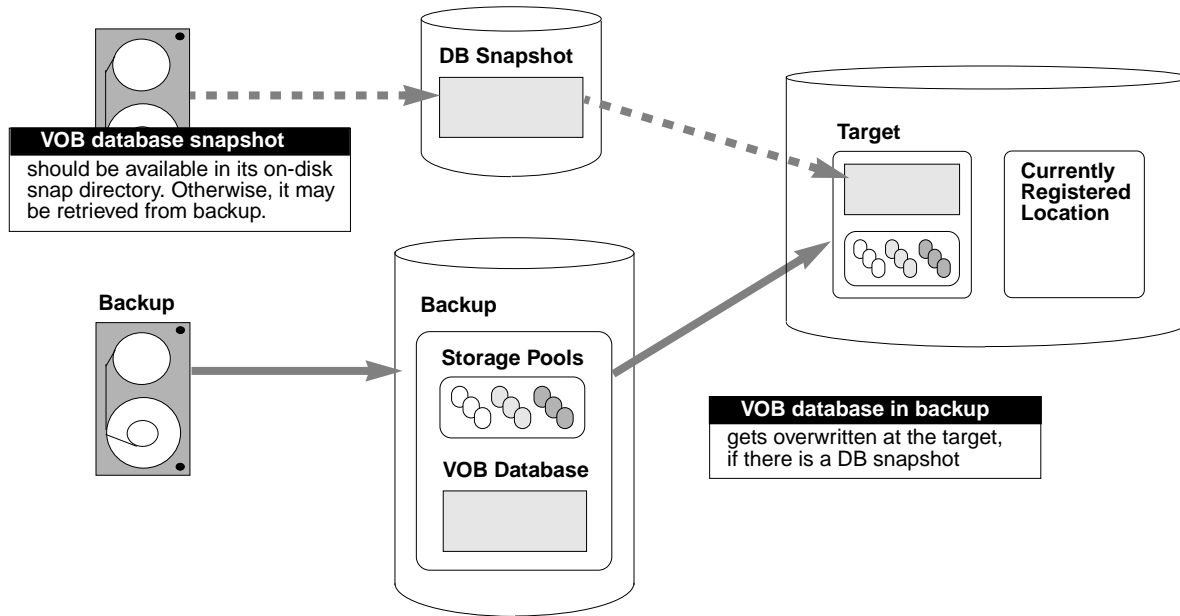 DB Snapshot
VOB database snapshot
should be available in its on-disk
snap directory. Otherwise, it may
be retrieved from backup.
Target
Currently
Registered
Location
Backup
Backup
Storage Pools
VOB Database
VOB database in backup
gets overwritten at the target,
if there is a DB snapshot